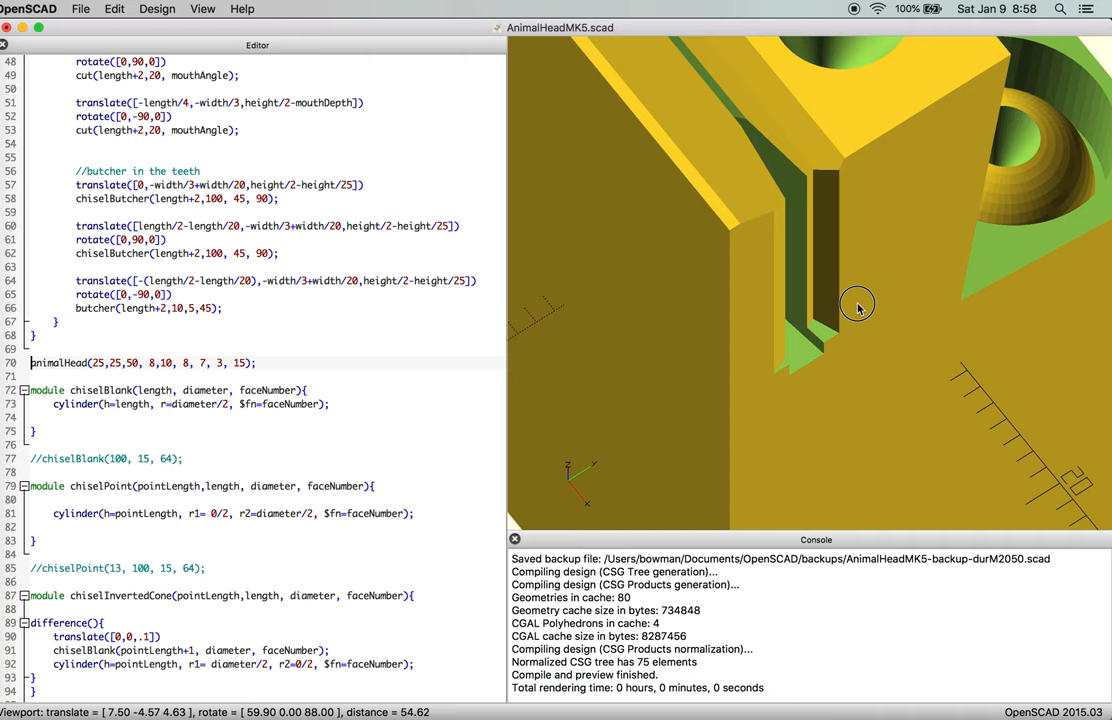 OpenSCAD File Edit Design View Help 100% Sat Jan 9 8:58
AnimalHeadMK5.scad
Editor
48 rotate([0,90,0])
49 cut(length+2,20, mouthAngle);
50
51 translate([-length/4,-width/3,height/2-mouthDepth])
52 rotate([0,-90,0])
53 cut(length+2,20, mouthAngle);
54
55
56 //butcher in the teeth
57 translate([0,-width/3+width/20,height/2-height/25])
58 chiselButcher(length+2,100, 45, 90);
59
60 translate([length/2-length/20,-width/3+width/20,height/2-height/25])
61 rotate([0,90,0])
62 chiselButcher(length+2,100, 45, 90);
63
64 translate([-(length/2-length/20),-width/3+width/20,height/2-height/25])
65 rotate([0,-90,0])
66 butcher(length+2,10,5,45);
67 }
68 }
69
70 animalHead(25,25,50, 8,10, 8, 7, 3, 15);
71
72 module chiselBlank(length, diameter, faceNumber){
73 cylinder(h=length, r=diameter/2, $fn=faceNumber);
74
75 }
76
77 //chiselBlank(100, 15, 64);
78
79 module chiselPoint(pointLength,length, diameter, faceNumber){
80
81 cylinder(h=pointLength, r1= 0/2, r2=diameter/2, $fn=faceNumber);
82
83 }
84
85 //chiselPoint(13, 100, 15, 64);
86
87 module chiselInvertedCone(pointLength,length, diameter, faceNumber){
88
89 difference(){
90 translate([0,0,.1])
91 chiselBlank(pointLength+1, diameter, faceNumber);
92 cylinder(h=pointLength, r1= diameter/2, r2=0/2, $fn=faceNumber);
93 }
94 }
z
y
x
20
Console
Saved backup file: /Users/bowman/Documents/OpenSCAD/backups/AnimalHeadMK5-backup-durM2050.scad
Compiling design (CSG Tree generation)...
Compiling design (CSG Products generation)...
Geometries in cache: 80
Geometry cache size in bytes: 734848
CGAL Polyhedrons in cache: 4
CGAL cache size in bytes: 8287456
Compiling design (CSG Products normalization)...
Normalized CSG tree has 75 elements
Compile and preview finished.
Total rendering time: 0 hours, 0 minutes, 0 seconds
Viewport: translate = [ 7.50 -4.57 4.63 ], rotate = [ 59.90 0.00 88.00 ], distance = 54.62 OpenSCAD 2015.03